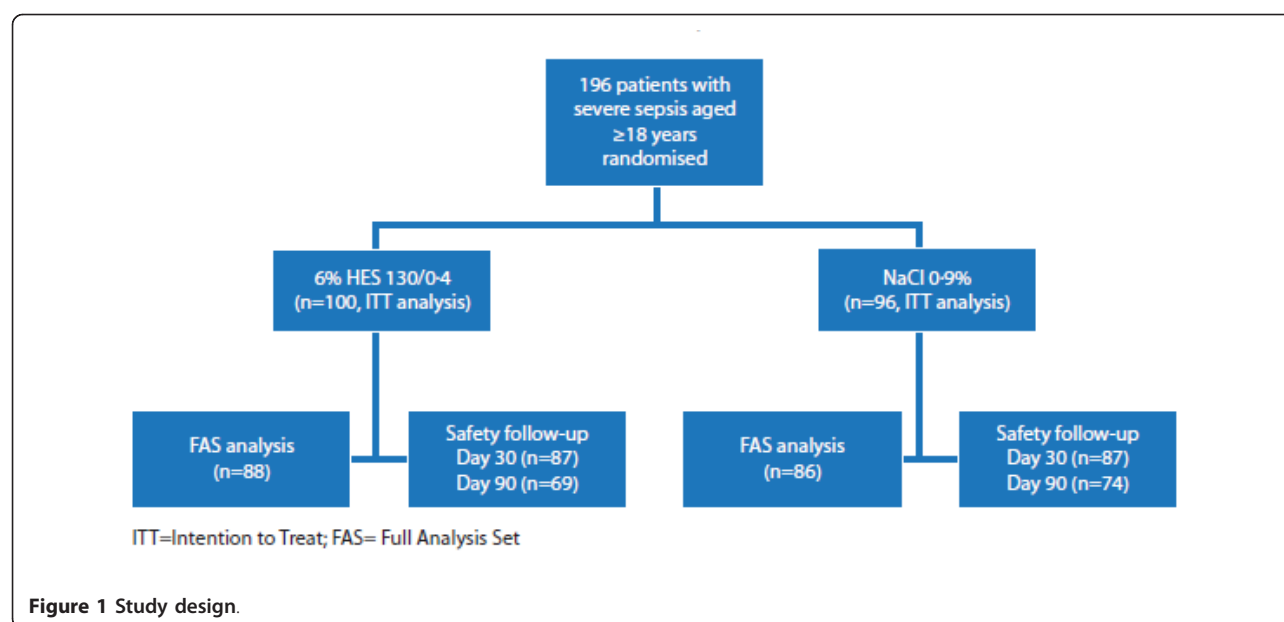 196 patients with
severe sepsis aged
≥18 years
randomised
6% HES 130/0·4
(n=100, ITT analysis)
NaCl 0·9%
(n=96, ITT analysis)
FAS analysis
(n=88)
Safety follow-up
Day 30 (n=87)
Day 90 (n=69)
FAS analysis
(n=86)
Safety follow-up
Day 30 (n=87)
Day 90 (n=74)
ITT=Intention to Treat; FAS= Full Analysis Set
Figure 1 Study design.